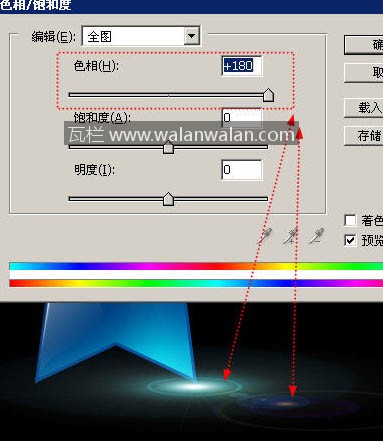 色相/饱和度
编辑(E): 全图
确
色相(H): +180
取
载入
饱和度(A): 0
瓦栏 www.walanwalan.com
存储
明度(I): 0
着色
预览